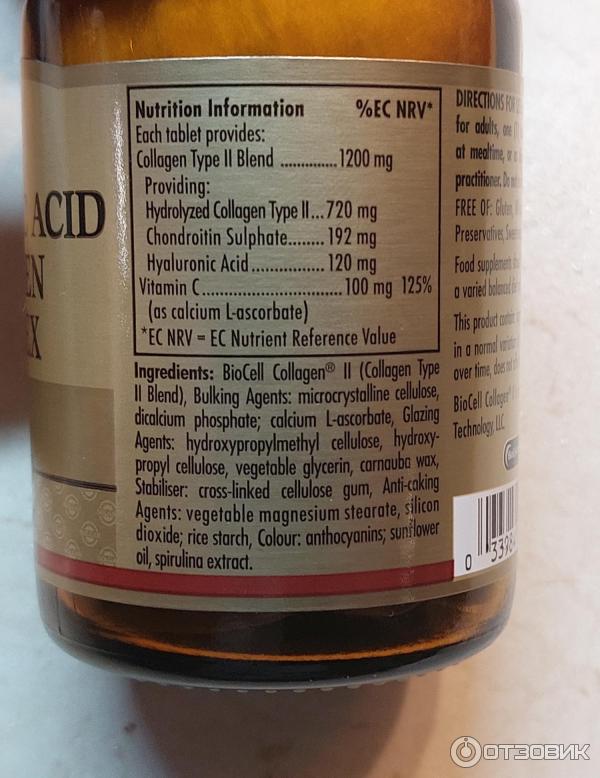 ACID
EN
EX
Nutrition Information %EC NRV*
Each tablet provides:
Collagen Type II Blend ..............1200 mg
Providing:
Hydrolyzed Collagen Type II...720 mg
Chondroitin Sulphate........ 192 mg
Hyaluronic Acid ................ 120 mg
Vitamin C............................. 100 mg 125%
(as calcium L-ascorbate)
*EC NRV = EC Nutrient Reference Value
Ingredients: BioCell Collagen® II (Collagen Type
II Blend), Bulking Agents: microcrystalline cellulose,
dicalcium phosphate; calcium L-ascorbate, Glazing
Agents: hydroxypropylmethyl cellulose, hydroxy-
propyl cellulose, vegetable glycerin, carnauba wax,
Stabiliser: cross-linked cellulose gum, Anti-caking
Agents: vegetable magnesium stearate, silicon
dioxide; rice starch, Colour: anthocyanins; sunflower
oil, spirulina extract.
DIRECTIONS FOR
for adults, one
at mealtime, or
practitioner. Do
FREE OF: Gluten,
Preservatives,
Food supplements
a varied balanced
This product contains
in a normal variation
over time, does not
BioCell Collagen®
Technology, LLC.
0 3398
ОТЗОВИК